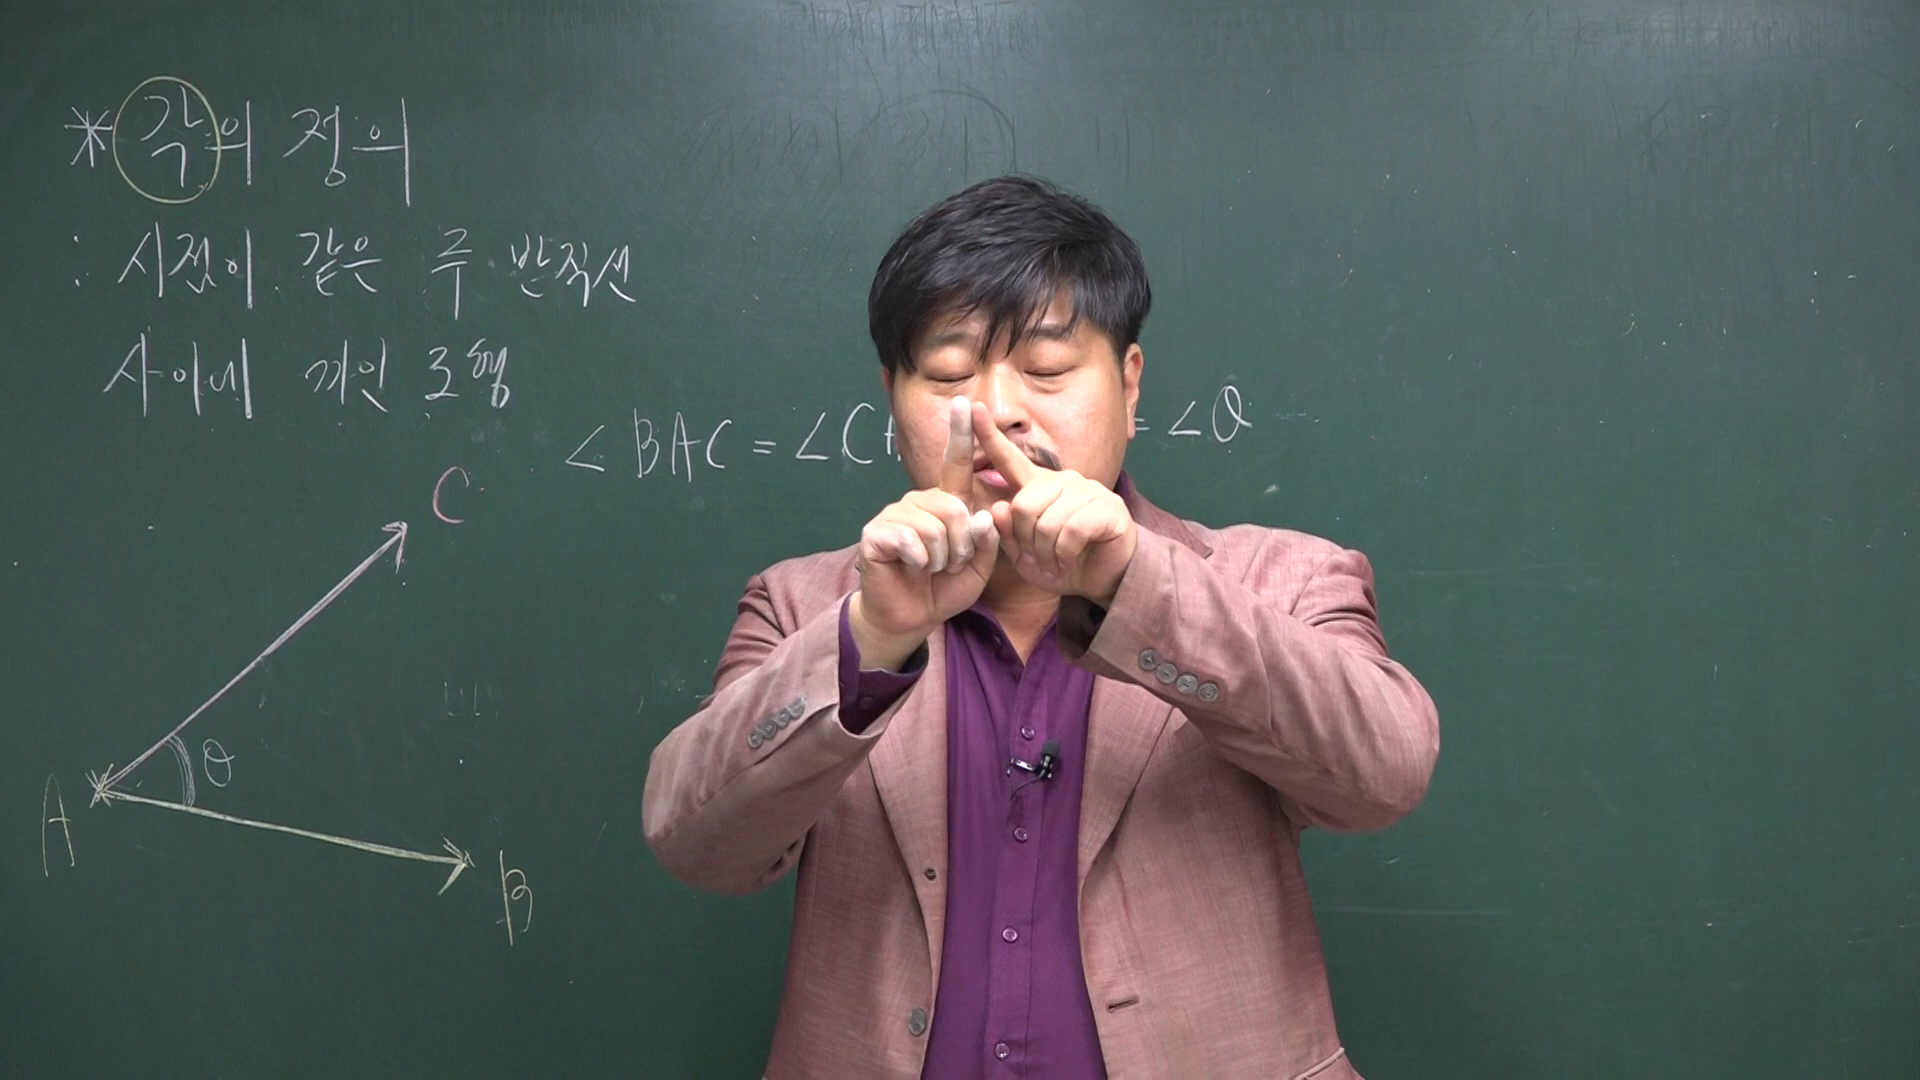 * 각의 정의
: 시점이 같은 두 반직선
사이에 끼인 도형
∠BAC = ∠C = ∠θ
C
θ
A
B